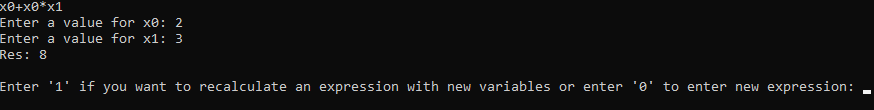 x0+x0*x1
Enter a value for x0: 2
Enter a value for x1: 3
Res: 8
Enter '1' if you want to recalculate an expression with new variables or enter '0' to enter new expression: